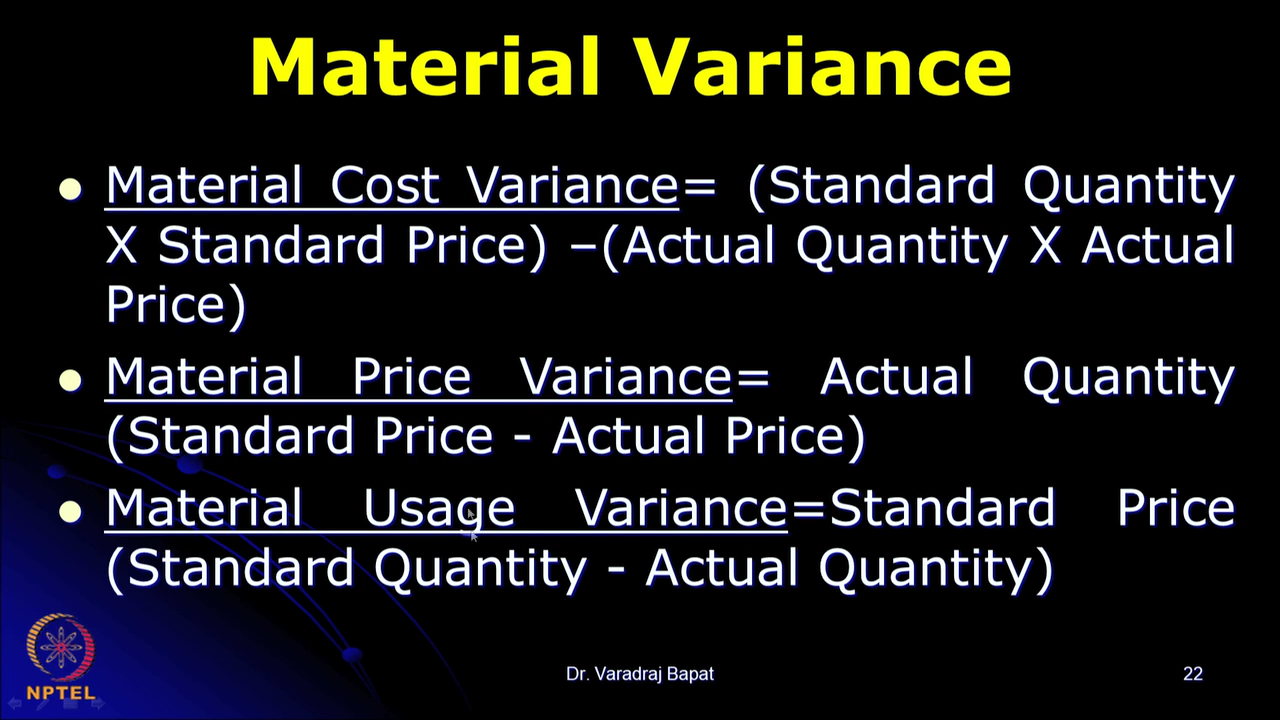 Material Variance
Material Cost Variance= (Standard Quantity
X Standard Price) –(Actual Quantity X Actual
Price)
Material Price Variance= Actual Quantity
(Standard Price - Actual Price)
Material Usage Variance=Standard Price
(Standard Quantity - Actual Quantity)
NPTEL
Dr. Varadraj Bapat
22